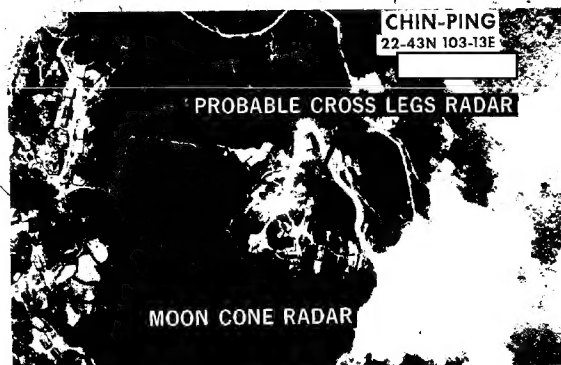 CHIN-PING
22-43N 103-13E
PROBABLE CROSS LEGS RADAR
MOON CONE RADAR